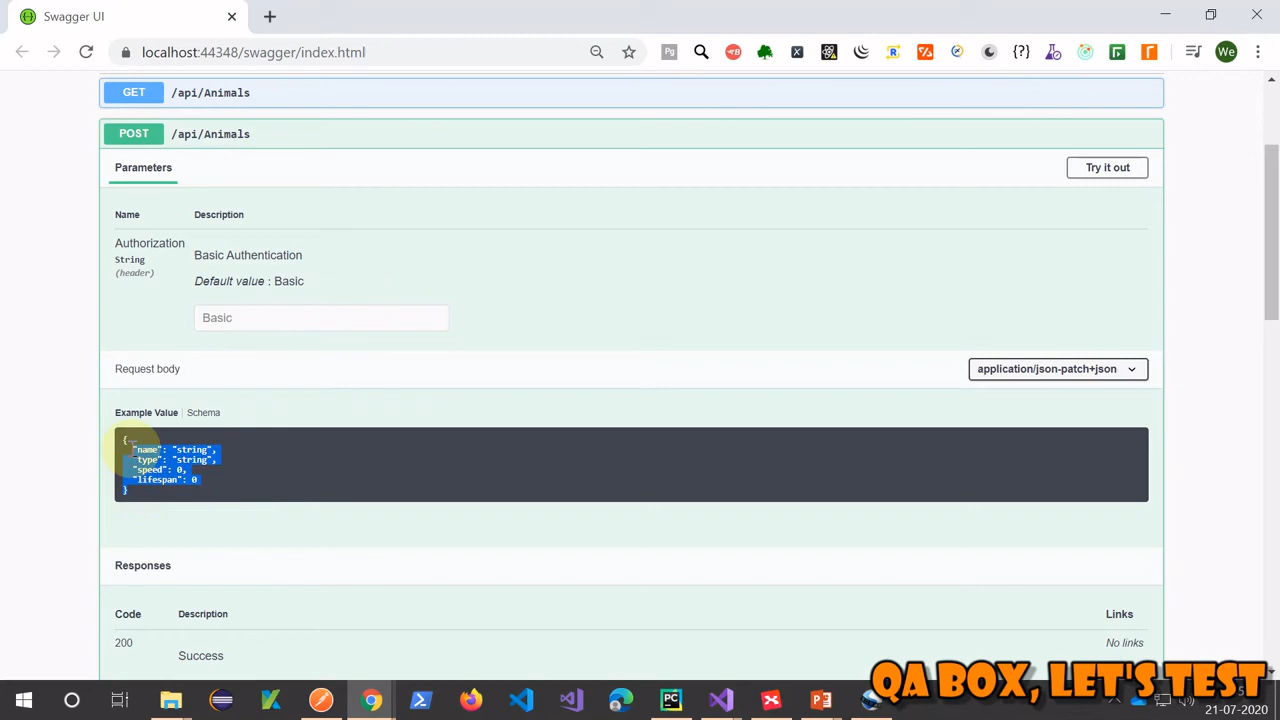 Swagger UI
localhost:44348/swagger/index.html
We
GET /api/Animals
POST /api/Animals
Parameters
Try it out
Name Description
Authorization
String
(header)
Basic Authentication
Default value : Basic
Basic
Request body
application/json-patch+json
Example Value Schema
{
"name": "string",
"type": "string",
"speed": 0,
"lifespan": 0
}
Responses
Code Description Links
200 No links
Success
QA BOX, LET'S TEST
21-07-2020